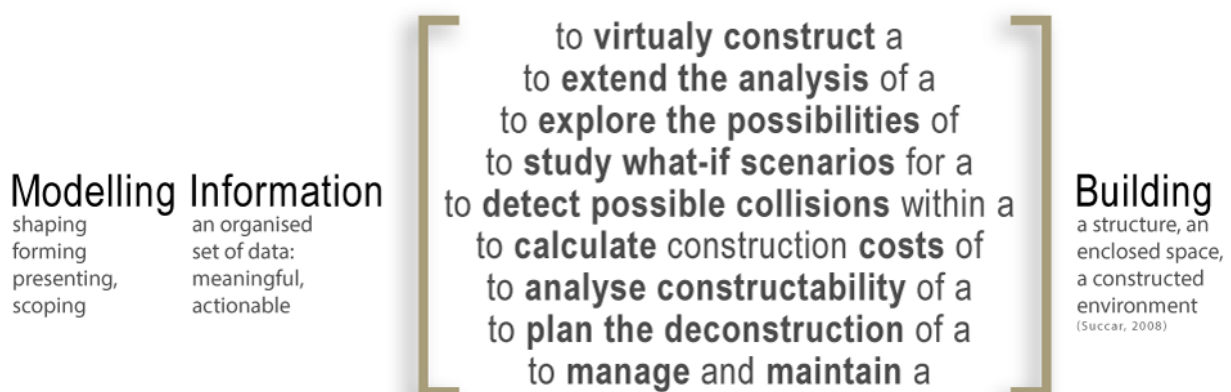 Modelling
shaping
forming
presenting,
scoping
Information
an organised
set of data:
meaningful,
actionable
to virtualy construct a
to extend the analysis of a
to explore the possibilities of
to study what-if scenarios for a
to detect possible collisions within a
to calculate construction costs of
to analyse constructability of a
to plan the deconstruction of a
to manage and maintain a
Building
a structure, an
enclosed space,
a constructed
environment
(Succar, 2008)